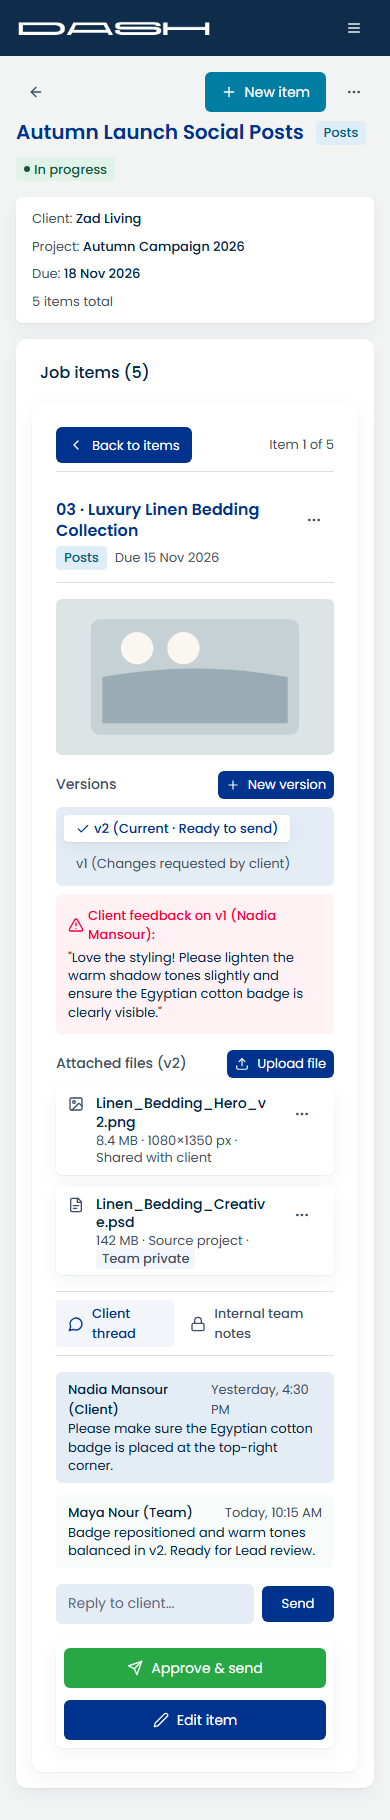 DASH
New item
Autumn Launch Social Posts
Posts
In progress
Client: Zad Living
Project: Autumn Campaign 2026
Due: 18 Nov 2026
5 items total
Job items (5)
Back to items
Item 1 of 5
03 · Luxury Linen Bedding
Collection
Posts
Due 15 Nov 2026
Versions
New version
v2 (Current · Ready to send)
v1 (Changes requested by client)
Client feedback on v1 (Nadia
Mansour):
"Love the styling! Please lighten the
warm shadow tones slightly and
ensure the Egyptian cotton badge is
clearly visible."
Attached files (v2)
Upload file
Linen_Bedding_Hero_v
2.png
8.4 MB · 1080×1350 px ·
Shared with client
Linen_Bedding_Creativ
e.psd
142 MB · Source project ·
Team private
Client
thread
Internal team
notes
Nadia Mansour
(Client)
Yesterday, 4:30
PM
Please make sure the Egyptian cotton
badge is placed at the top-right
corner.
Maya Nour (Team)
Today, 10:15 AM
Badge repositioned and warm tones
balanced in v2. Ready for Lead review.
Reply to client...
Send
Approve & send
Edit item